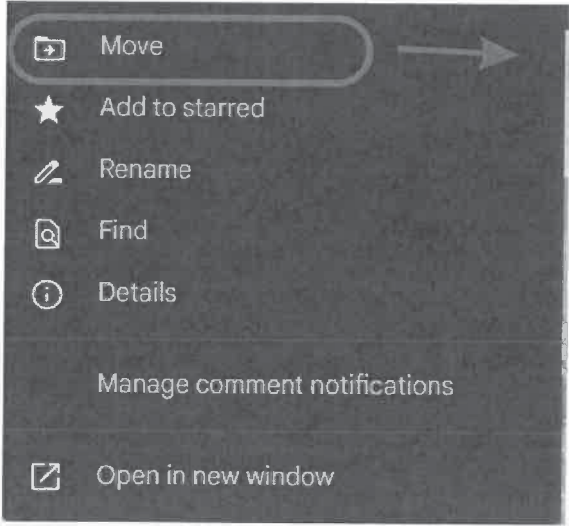 Move
Add to starred
Rename
Find
Details
Manage comment notifications
Open in new window